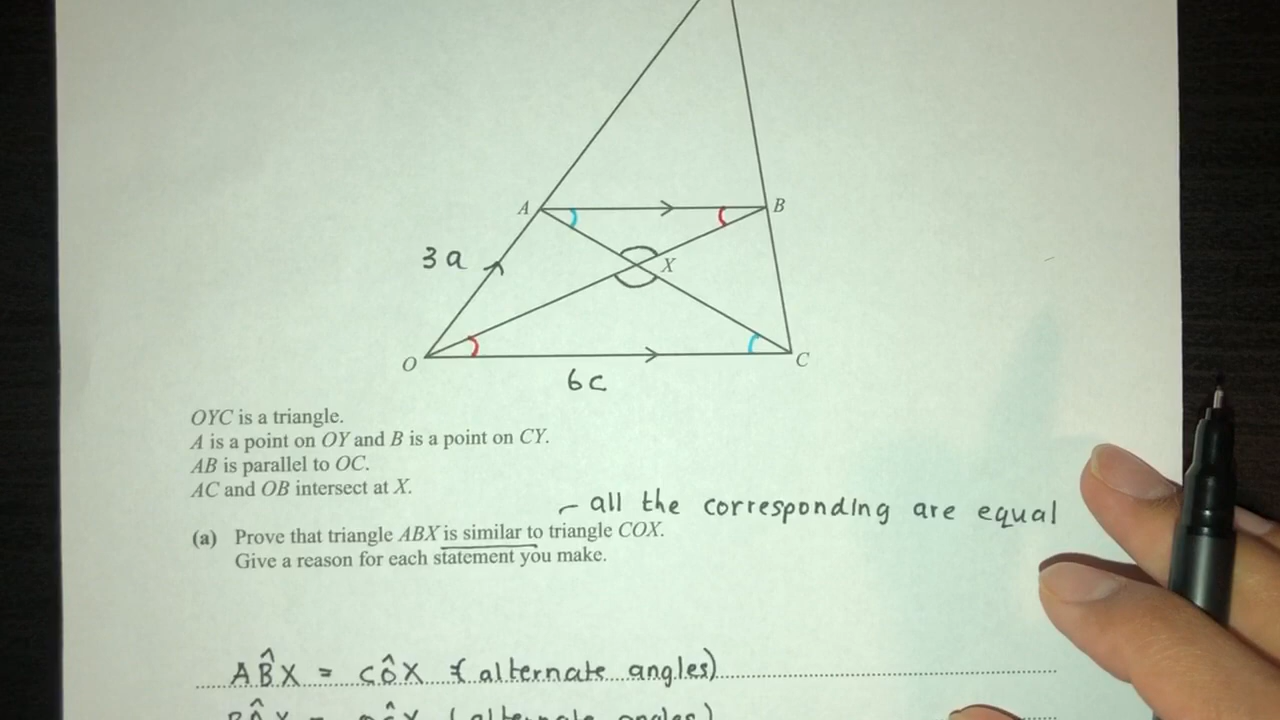 A
B
3a
X
O
C
6c
OYC is a triangle.
A is a point on OY and B is a point on CY.
AB is parallel to OC.
AC and OB intersect at X.
– all the corresponding are equal
(a) Prove that triangle ABX is similar to triangle COX.
Give a reason for each statement you make.
AB̂X = CÔX (alternate angles)
(alternate angles)